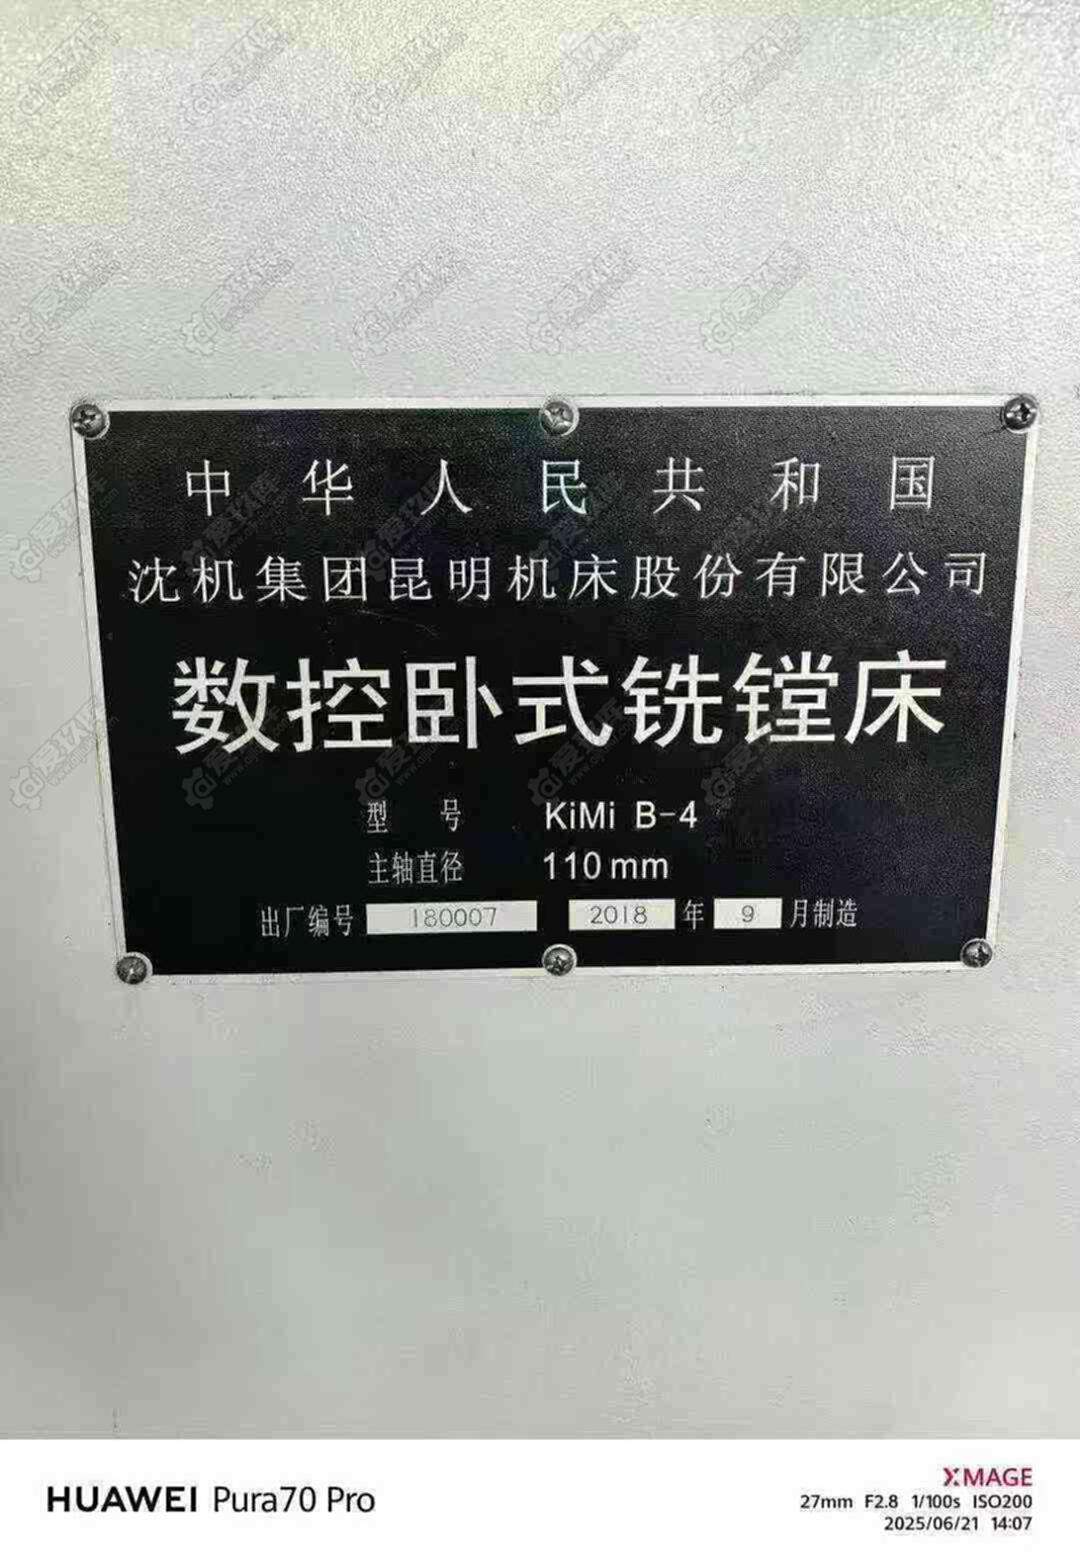 中华人民共和国
沈机集团昆明机床股份有限公司
数控卧式铣镗床
型号 KiMi B-4
主轴直径 110mm
出厂编号 180007 2018 年 9 月制造
HUAWEI Pura70 Pro
XMAGE
27mm F2.8 1/100s ISO200
2025/06/21 14:07